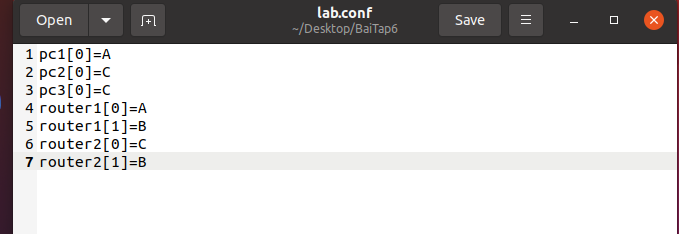 Open
lab.conf
~/Desktop/BaiTap6
Save
1 pc1[0]=A
2 pc2[0]=C
3 pc3[0]=C
4 router1[0]=A
5 router1[1]=B
6 router2[0]=C
7 router2[1]=B